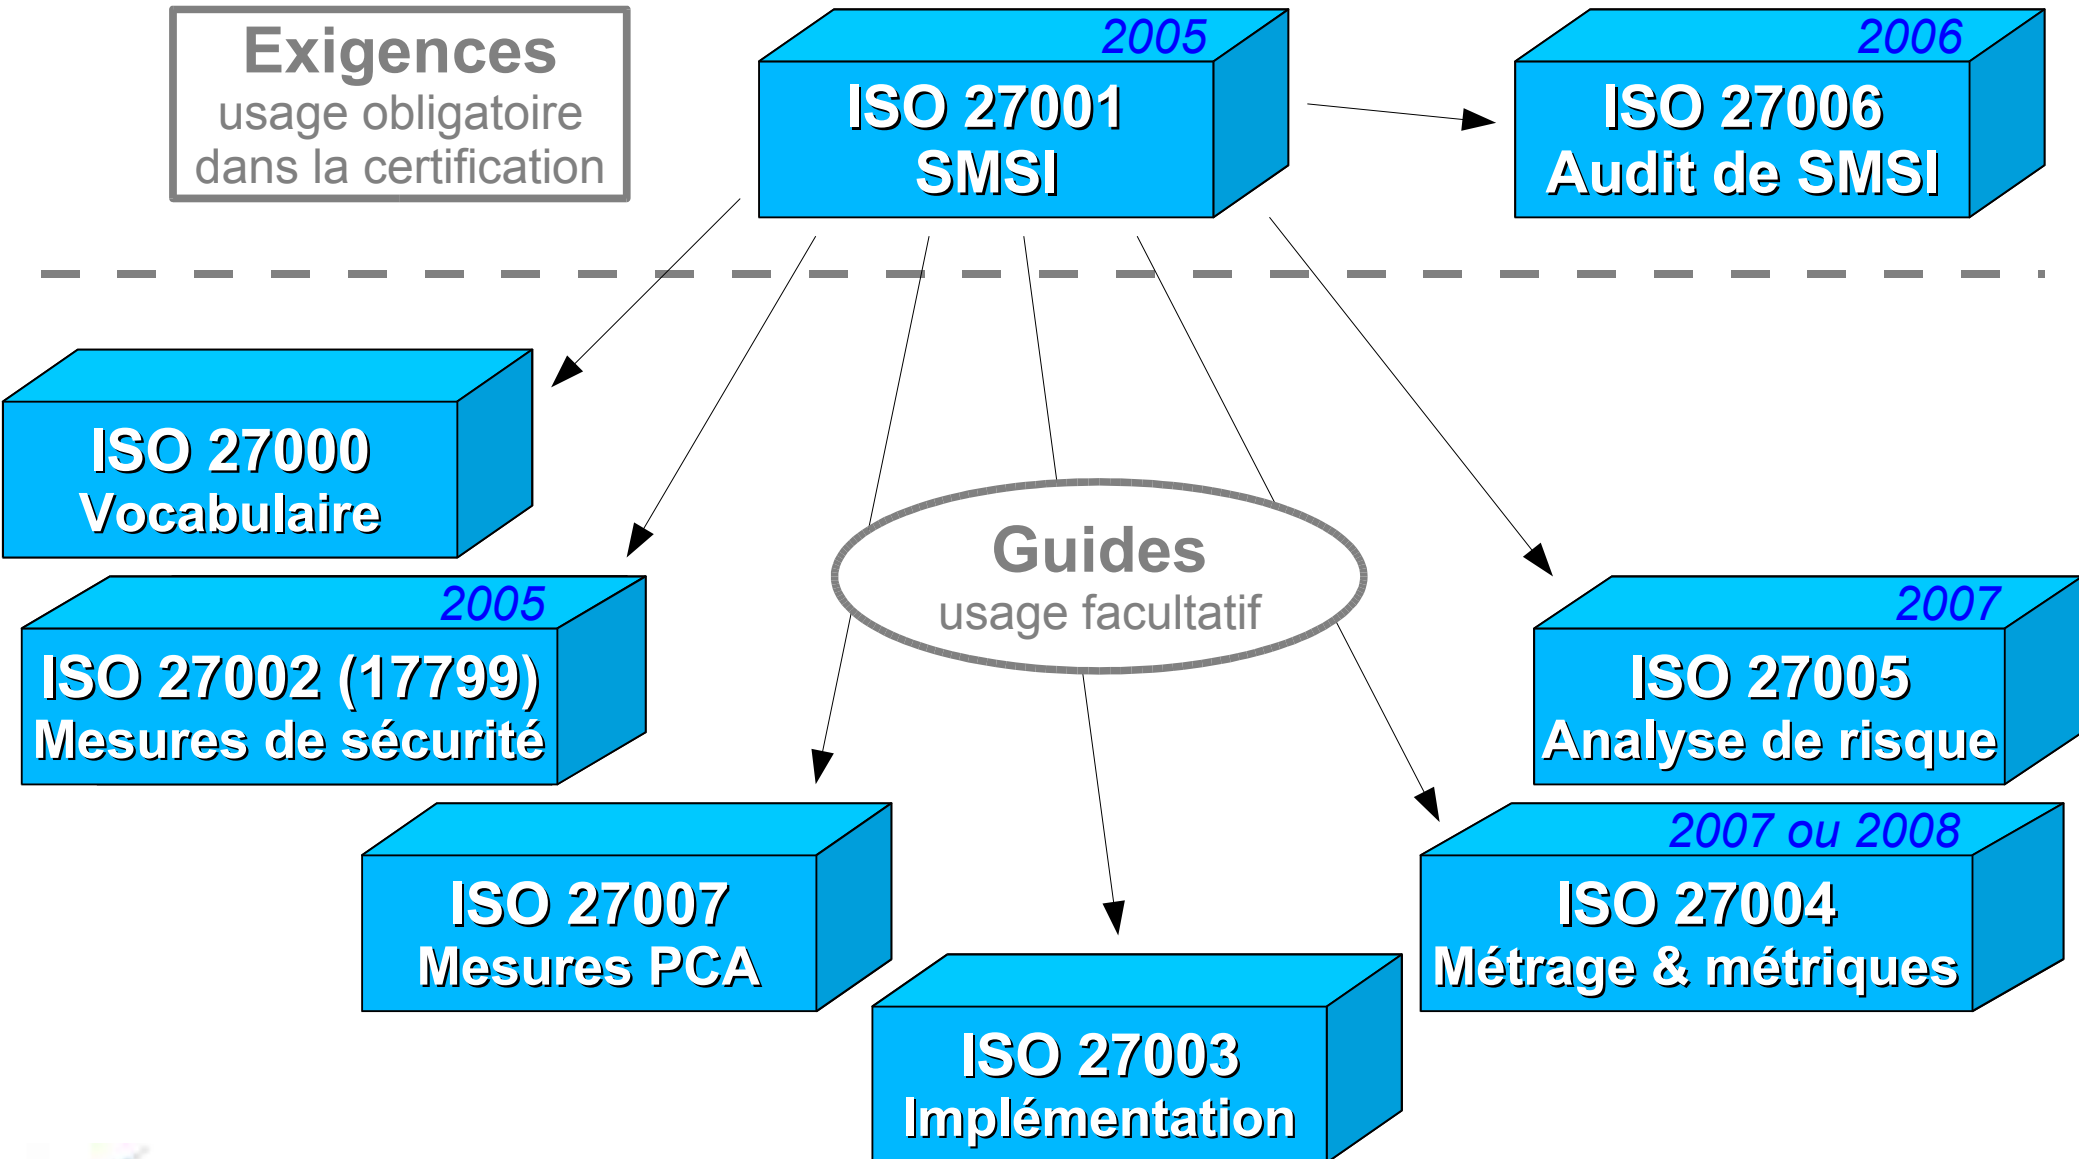 Exigences
usage obligatoire
dans la certification
2005
ISO 27001
SMSI
2006
ISO 27006
Audit de SMSI
ISO 27000
Vocabulaire
Guides
usage facultatif
2005
ISO 27002 (17799)
Mesures de sécurité
2007
ISO 27005
Analyse de risque
ISO 27007
Mesures PCA
2007 ou 2008
ISO 27004
Métrage & métriques
ISO 27003
Implémentation